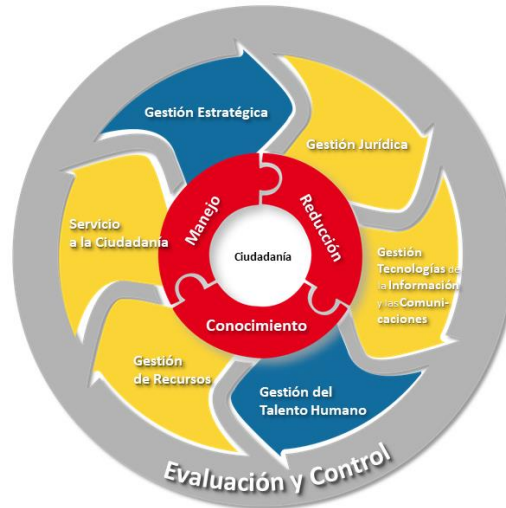 Gestión Estratégica
Gestión Jurídica
Gestión
Tecnologías de
la Información
y las Comuni-
caciones
Gestión del
Talento Humano
Gestión
de Recursos
Servicio
a la Ciudadanía
Manejo
Reducción
Conocimiento
Ciudadanía
Evaluación y Control